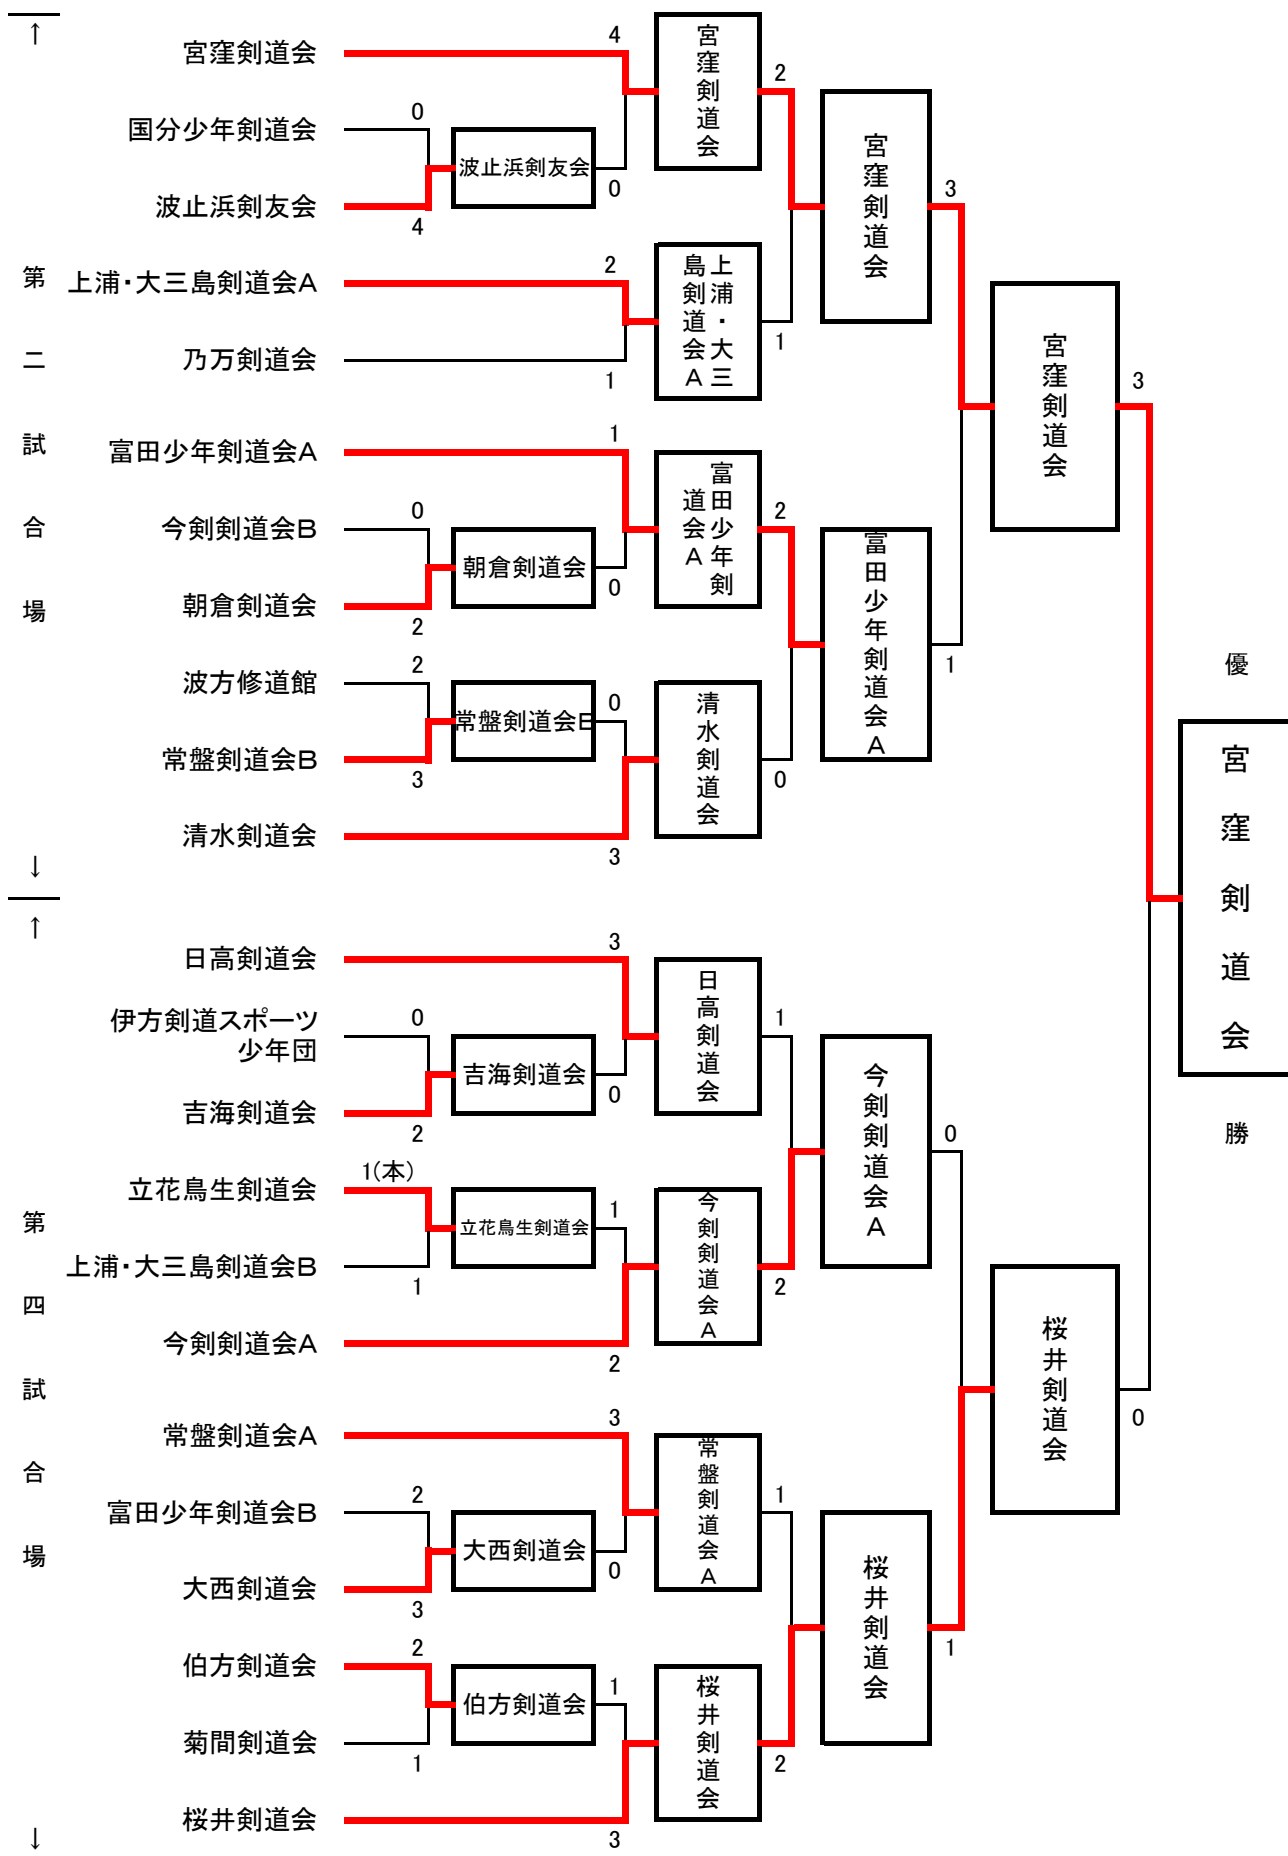 ↑
第二試合場
↓
↑
第四試合場
↓
宮窪剣道会
国分少年剣道会
波止浜剣友会
上浦・大三島剣道会A
乃万剣道会
富田少年剣道会A
今剣剣道会B
朝倉剣道会
波方修道館
常盤剣道会B
清水剣道会
日高剣道会
伊方剣道スポーツ
少年団
吉海剣道会
立花鳥生剣道会
上浦・大三島剣道会B
今剣剣道会A
常盤剣道会A
富田少年剣道会B
大西剣道会
伯方剣道会
菊間剣道会
桜井剣道会
0
4
0
2
2
3
0
2
1(本)
1
2
3
2
1
波止浜剣友会
朝倉剣道会
常盤剣道会B
吉海剣道会
立花鳥生剣道会
大西剣道会
伯方剣道会
4
0
2
1
1
0
0
3
3
0
1
2
3
0
1
3
宮窪剣道会
上浦・大三
島剣道会A
富田少年剣
道会A
清水剣道会
日高剣道会
今剣剣道会A
常盤剣道会A
桜井剣道会
2
1
2
0
1
2
1
2
宮窪剣道会
富田少年剣道会A
今剣剣道会A
桜井剣道会
3
1
0
1
宮窪剣道会
桜井剣道会
3
0
優
宮窪剣道会
勝